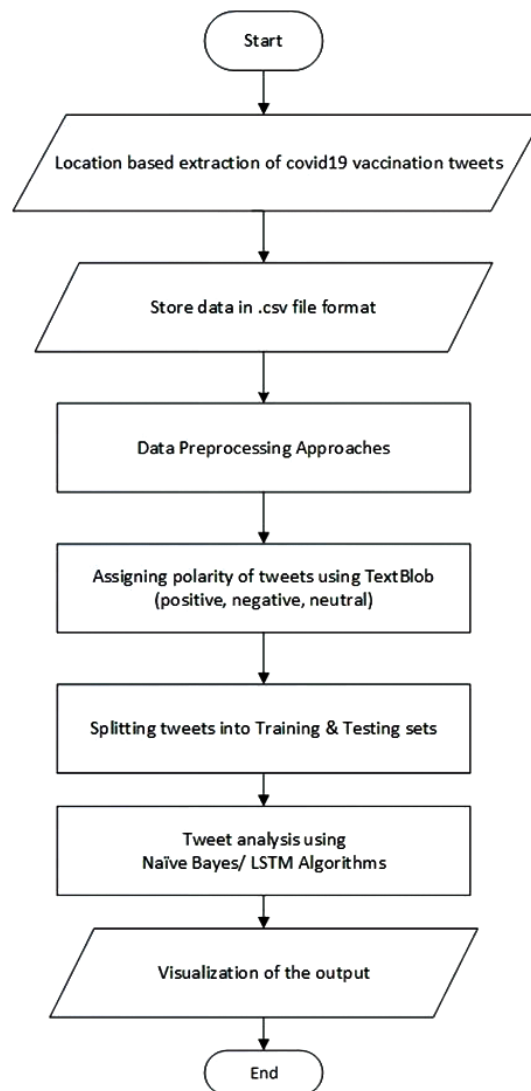 Start
Location based extraction of covid19 vaccination tweets
Store data in .csv file format
Data Preprocessing Approaches
Assigning polarity of tweets using TextBlob
(positive, negative, neutral)
Splitting tweets into Training & Testing sets
Tweet analysis using
Naïve Bayes/ LSTM Algorithms
Visualization of the output
End